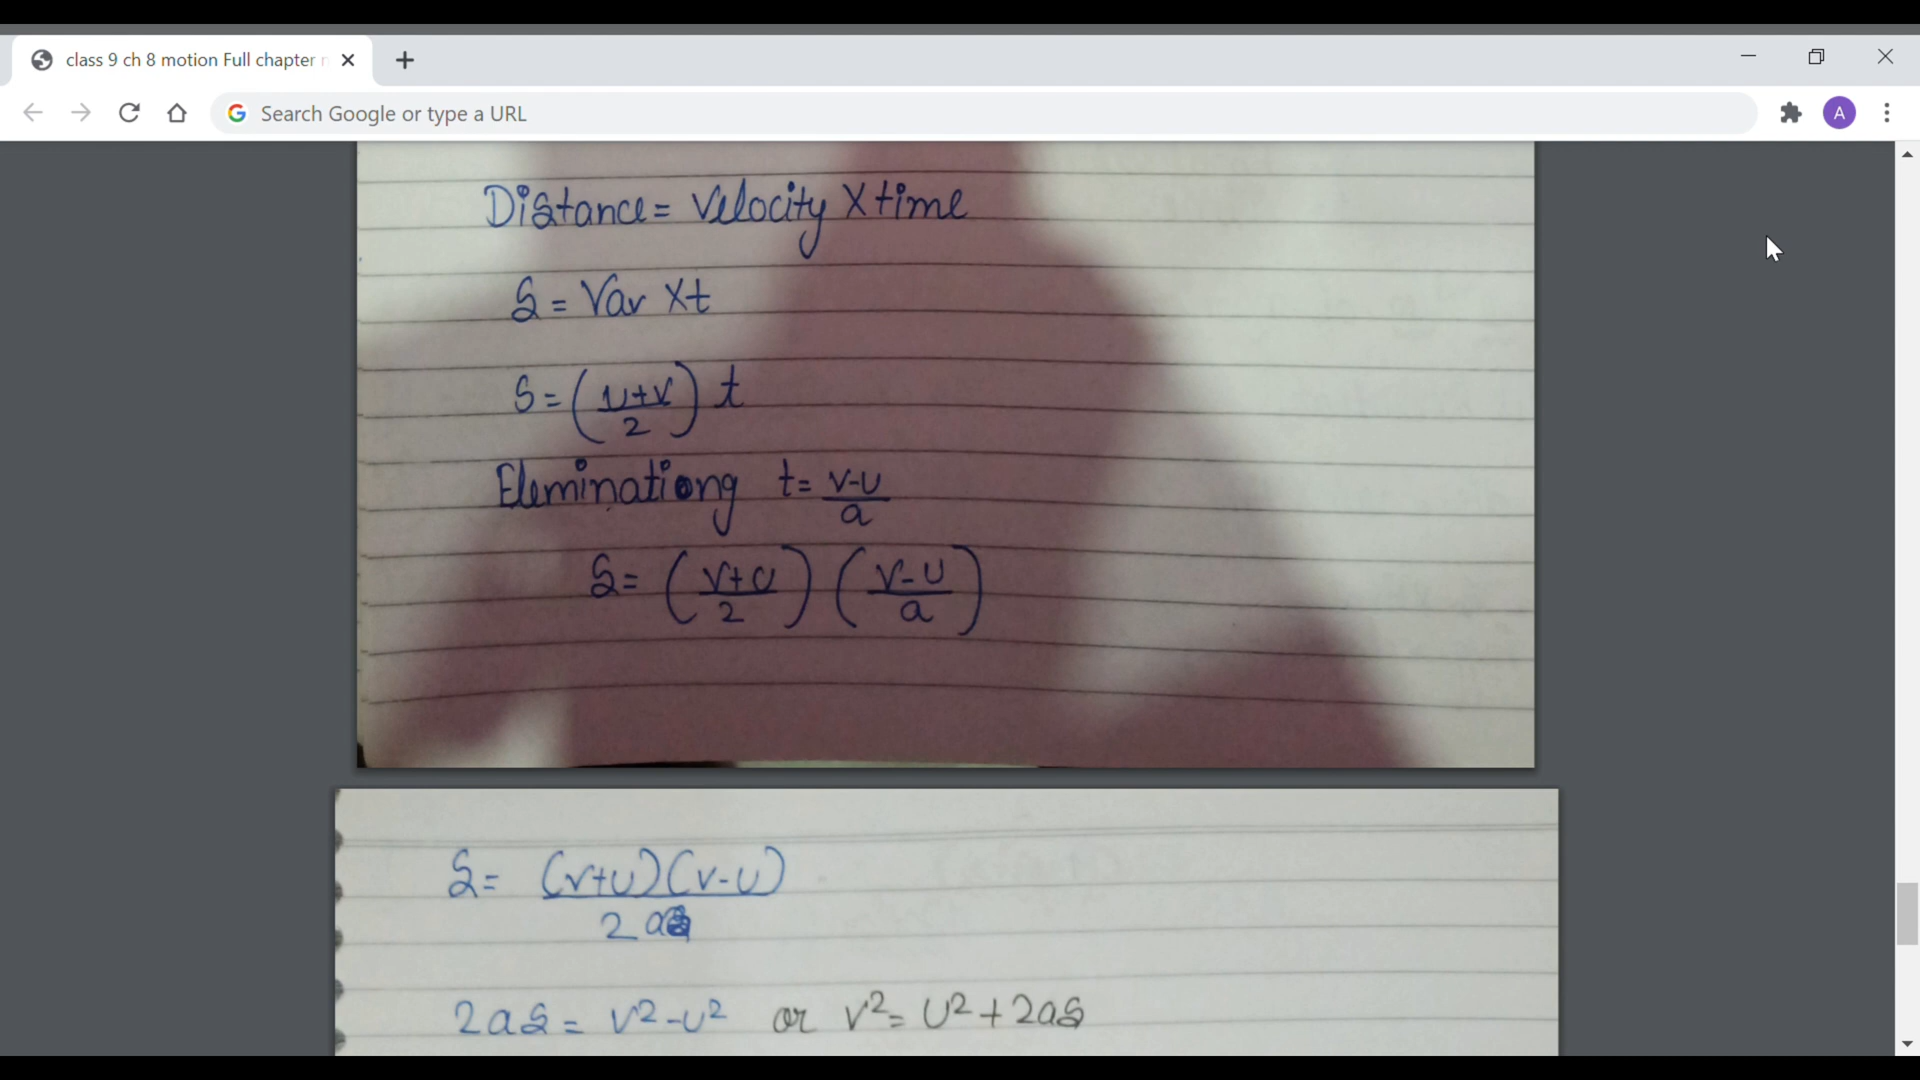 class 9 ch 8 motion Full chapter
Search Google or type a URL
A
Distance = Velocity X time
S = Vav Xt
S = (u+v/2) t
Eleminationg t = v-u/a
S = (v+u/2) (v-u/a)
S = (v+u)(v-u)/2a
2aS = v²-u² or v² = u²+2aS